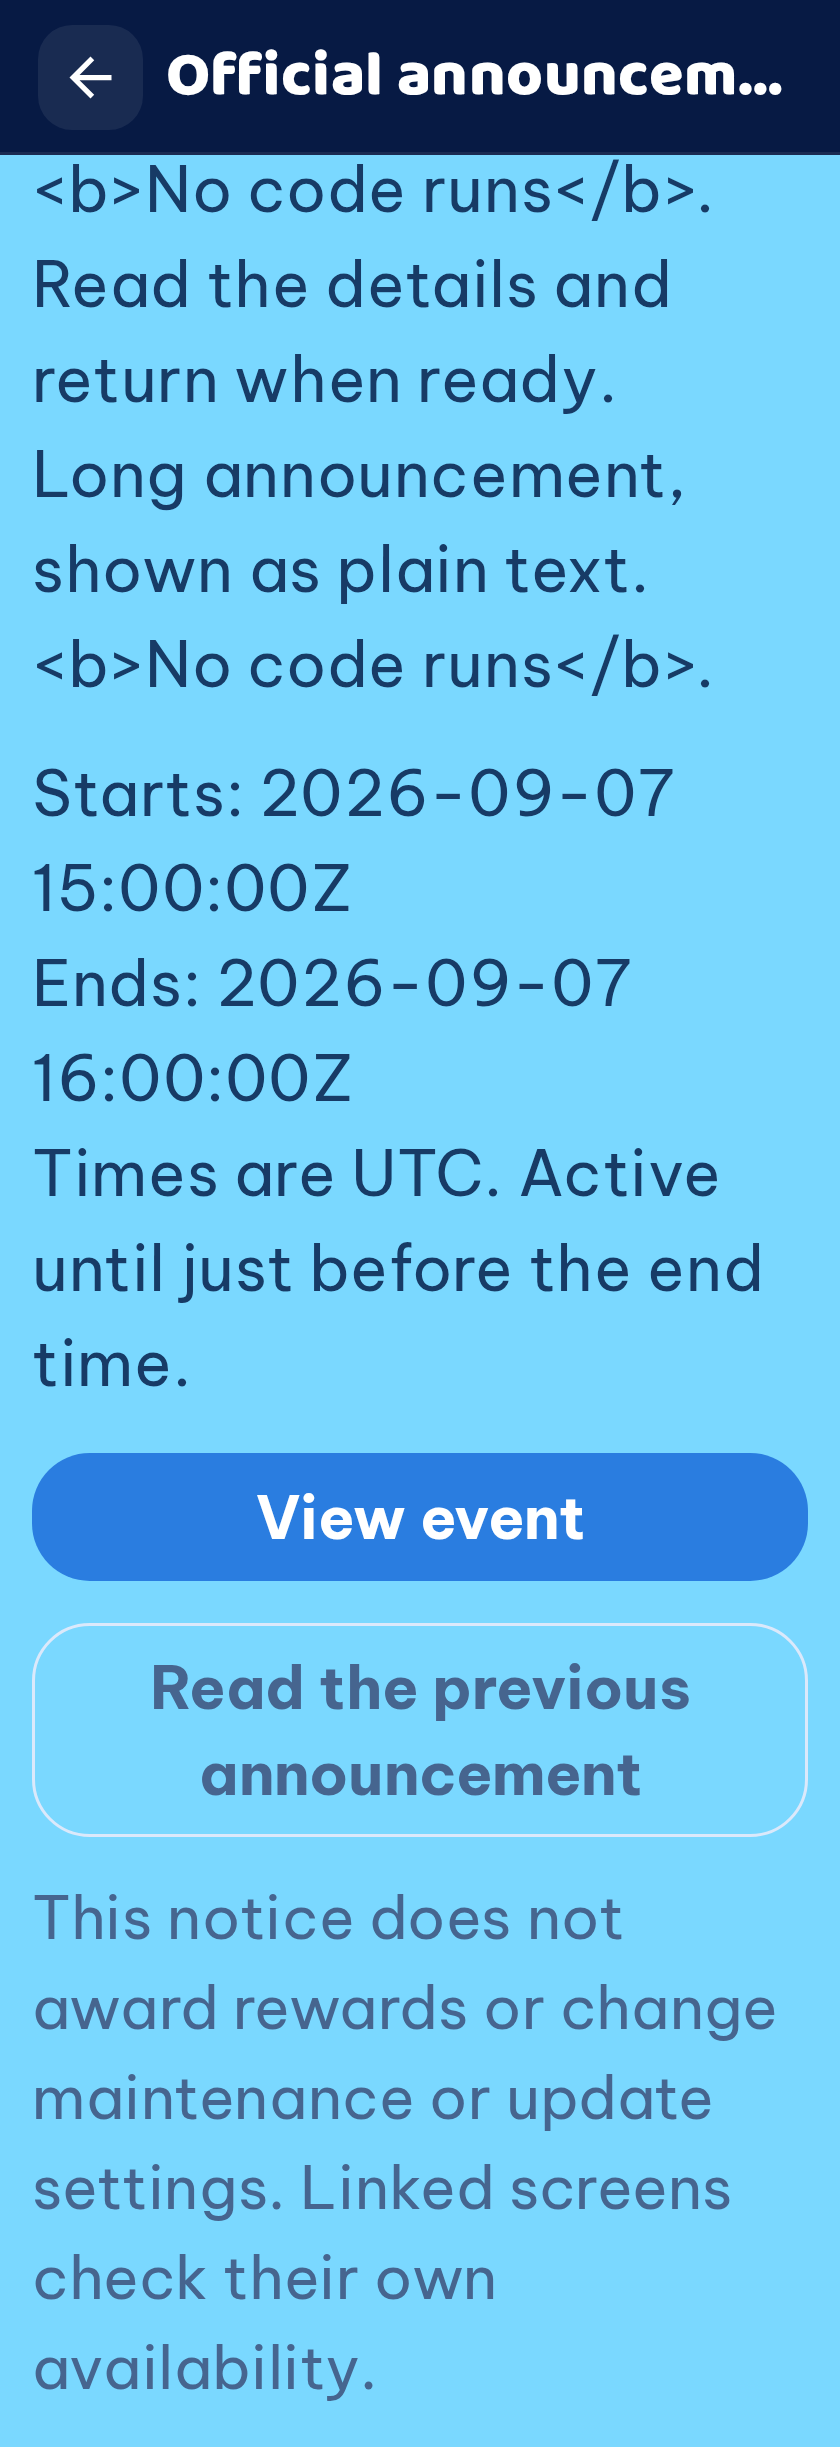 Official announcem...
<b>No code runs</b>.
Read the details and
return when ready.
Long announcement,
shown as plain text.
<b>No code runs</b>.
Starts: 2026-09-07
15:00:00Z
Ends: 2026-09-07
16:00:00Z
Times are UTC. Active
until just before the end
time.
View event
Read the previous
announcement
This notice does not
award rewards or change
maintenance or update
settings. Linked screens
check their own
availability.